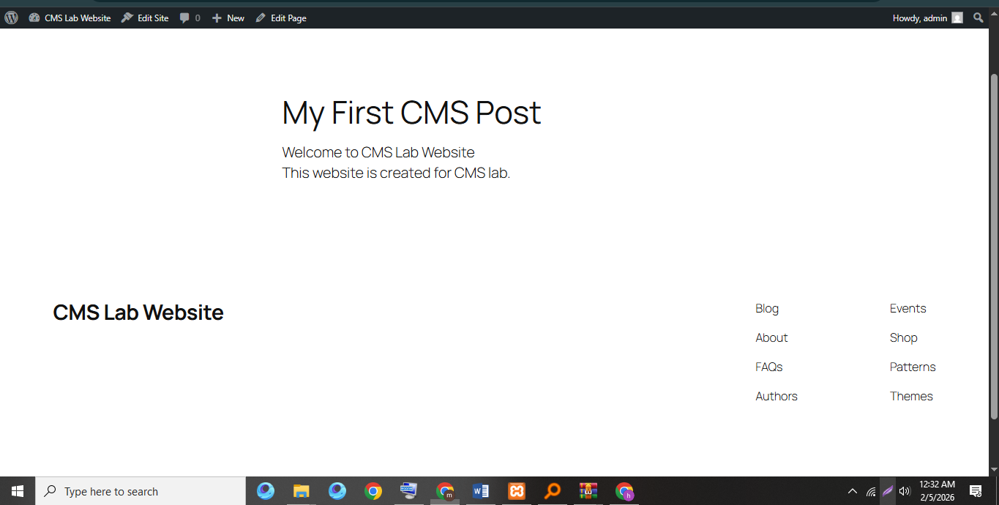 CMS Lab Website Edit Site 0 New Edit Page Howdy, admin
My First CMS Post
Welcome to CMS Lab Website
This website is created for CMS lab.
CMS Lab Website
Blog Events
About Shop
FAQs Patterns
Authors Themes
Type here to search
12:32 AM
2/5/2026